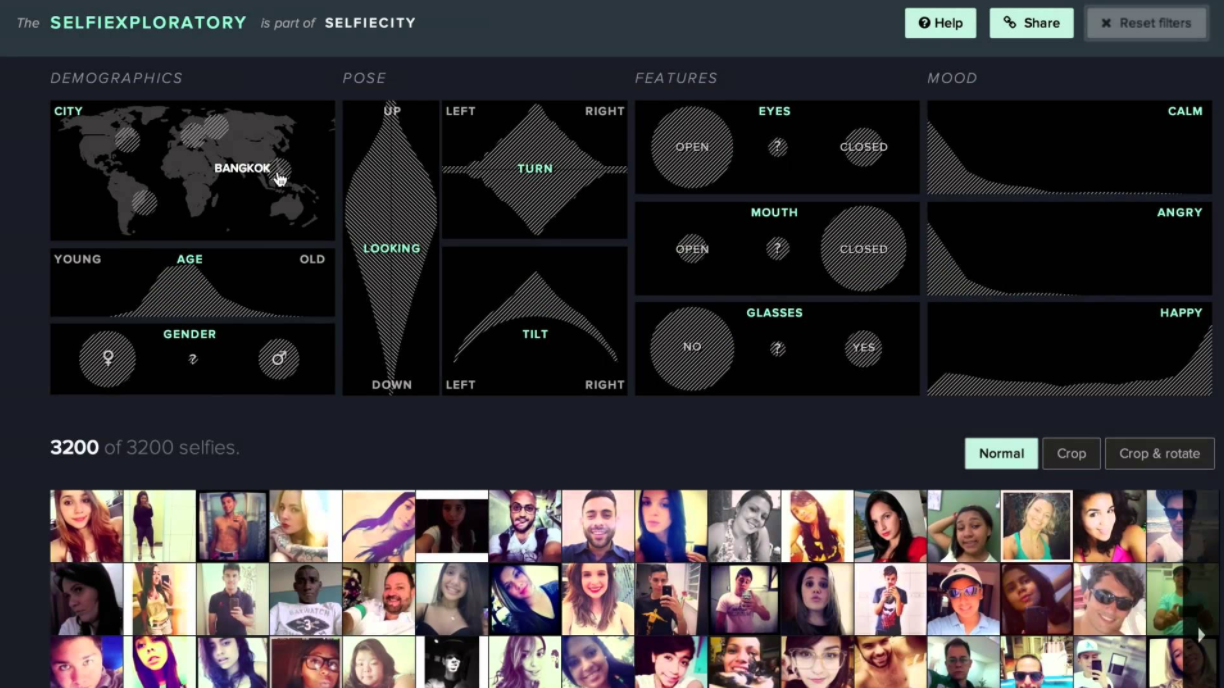 The SELFIEXPLORATORY is part of SELFIECITY
? Help
Share
✖ Reset filters
DEMOGRAPHICS
CITY
BANGKOK
YOUNG AGE OLD
GENDER
♀ ? ♂
POSE
UP
LOOKING
DOWN
LEFT RIGHT
TURN
TILT
LEFT RIGHT
FEATURES
EYES
OPEN ? CLOSED
MOUTH
OPEN ? CLOSED
GLASSES
NO ? YES
MOOD
CALM
ANGRY
HAPPY
3200 of 3200 selfies.
Normal Crop Crop & rotate